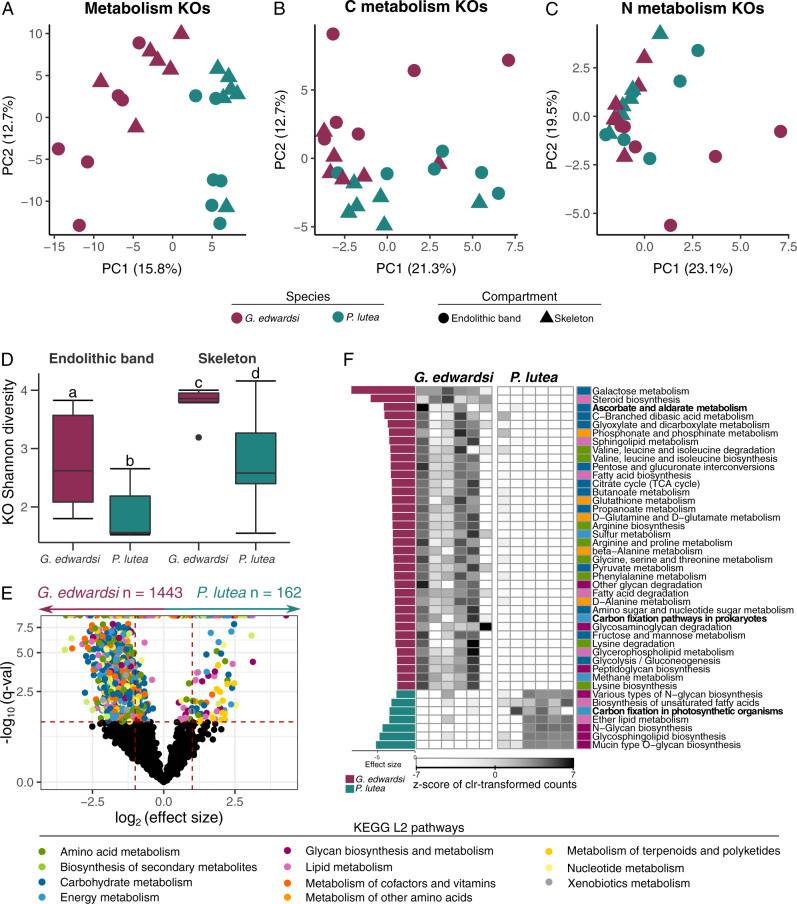 A Metabolism KOs
B C metabolism KOs
C N metabolism KOs
10
5
0
−5
−10
PC2 (12.7%)
−15 −10 −5 0 5
PC1 (15.8%)
7.5
5.0
2.5
0.0
−2.5
−5.0
PC2 (12.7%)
−2.5 0 2.5 5.0 7.5
PC1 (21.3%)
2.5
0.0
−2.5
−5.0
PC2 (19.5%)
0.0 2.5 5.0 7.5
PC1 (23.1%)
Species
G. edwardsi P. lutea
Compartment
Endolithic band Skeleton
D Endolithic band Skeleton
KO Shannon diversity
4
3
2
a b c d
G. edwardsi P. lutea G. edwardsi P. lutea
E G. edwardsi n = 1443 P. lutea n = 162
-log10 (q-val)
7.5
5.0
2.5
0.0
−2.5 0.0 2.5
log2 (effect size)
F G. edwardsi P. lutea
Galactose metabolism
Steroid biosynthesis
Ascorbate and aldarate metabolism
C−Branched dibasic acid metabolism
Glyoxylate and dicarboxylate metabolism
Phosphonate and phosphinate metabolism
Sphingolipid metabolism
Valine, leucine and isoleucine degradation
Valine, leucine and isoleucine biosynthesis
Pentose and glucuronate interconversions
Fatty acid biosynthesis
Citrate cycle (TCA cycle)
Butanoate metabolism
Glutathione metabolism
Propanoate metabolism
D−Glutamine and D−glutamate metabolism
Arginine biosynthesis
Sulfur metabolism
Arginine and proline metabolism
beta−Alanine metabolism
Glycine, serine and threonine metabolism
Pyruvate metabolism
Phenylalanine metabolism
Other glycan degradation
Fatty acid degradation
D−Alanine metabolism
Amino sugar and nucleotide sugar metabolism
Carbon fixation pathways in prokaryotes
Glycosaminoglycan degradation
Fructose and mannose metabolism
Lysine degradation
Glycerophospholipid metabolism
Glycolysis / Gluconeogenesis
Peptidoglycan biosynthesis
Methane metabolism
Lysine biosynthesis
Various types of N−glycan biosynthesis
Biosynthesis of unsaturated fatty acids
Carbon fixation in photosynthetic organisms
Ether lipid metabolism
N−Glycan biosynthesis
Glycosphingolipid biosynthesis
Mucin type O−glycan biosynthesis
Effect size
G. edwardsi
P. lutea
-7 0 7
z-score of clr-transformed counts
KEGG L2 pathways
Amino acid metabolism
Biosynthesis of secondary metabolites
Carbohydrate metabolism
Energy metabolism
Glycan biosynthesis and metabolism
Lipid metabolism
Metabolism of cofactors and vitamins
Metabolism of other amino acids
Metabolism of terpenoids and polyketides
Nucleotide metabolism
Xenobiotics metabolism